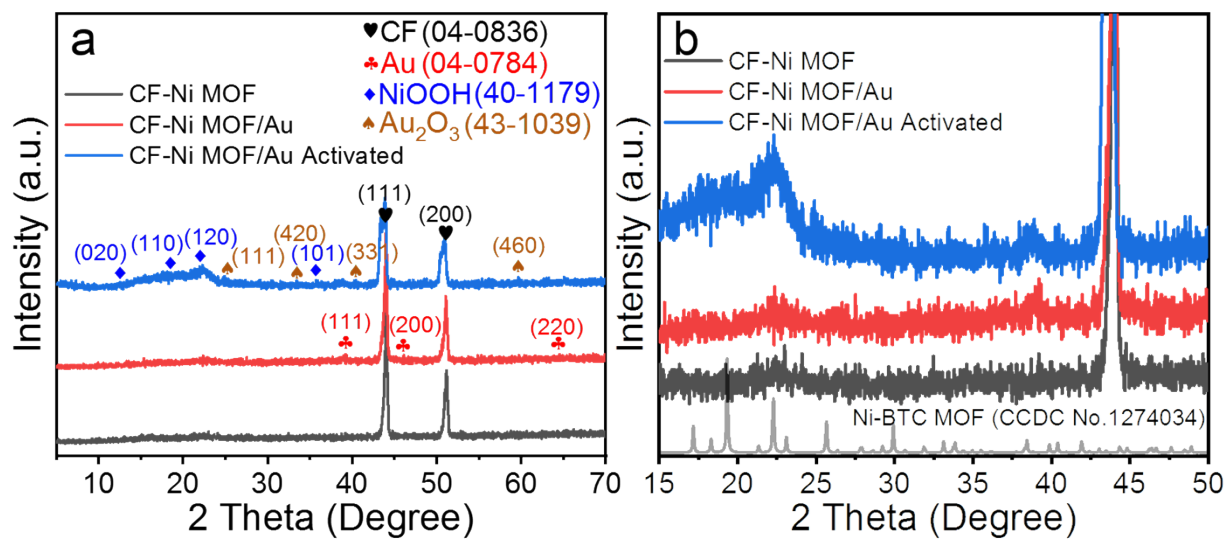 a
♥CF (04-0836)
♣Au (04-0784)
♦NiOOH (40-1179)
♠Au₂O₃ (43-1039)
CF-Ni MOF
CF-Ni MOF/Au
CF-Ni MOF/Au Activated
(111)
(200)
(020)
(110)
(120)
(111)
(420)
(101)
(331)
(460)
(111)
(200)
(220)
Intensity (a.u.)
10 20 30 40 50 60 70
2 Theta (Degree)
b
CF-Ni MOF
CF-Ni MOF/Au
CF-Ni MOF/Au Activated
Ni-BTC MOF (CCDC No.1274034)
Intensity (a.u.)
15 20 25 30 35 40 45 50
2 Theta (Degree)